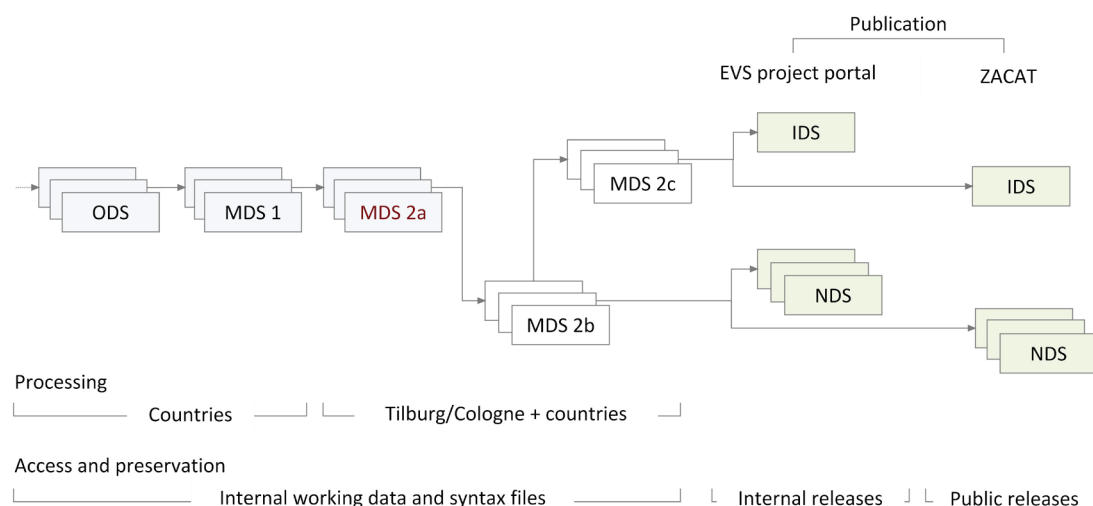 Publication
EVS project portal
ZACAT
IDS
MDS 2c
IDS
ODS
MDS 1
MDS 2a
NDS
MDS 2b
NDS
Processing
Countries
Tilburg/Cologne + countries
Access and preservation
Internal working data and syntax files
Internal releases
Public releases